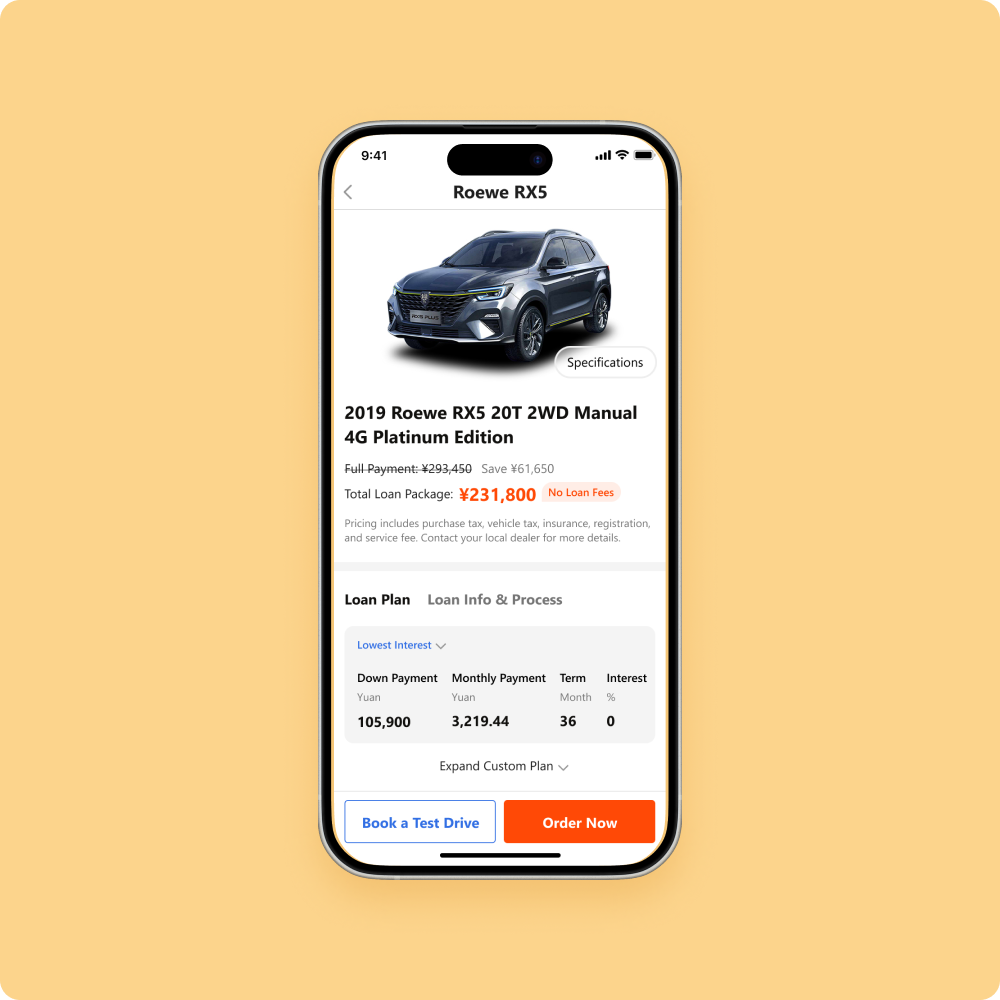 9:41
Roewe RX5
RX5 PLUS
Specifications
2019 Roewe RX5 20T 2WD Manual
4G Platinum Edition
Full Payment: ¥293,450 Save ¥61,650
Total Loan Package: ¥231,800 No Loan Fees
Pricing includes purchase tax, vehicle tax, insurance, registration,
and service fee. Contact your local dealer for more details.
Loan Plan Loan Info & Process
Lowest Interest
Down Payment Monthly Payment Term Interest
Yuan Yuan Month %
105,900 3,219.44 36 0
Expand Custom Plan
Book a Test Drive Order Now